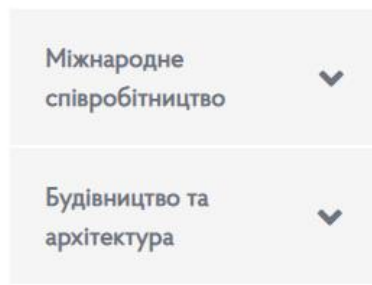 Міжнародне
співробітництво
Будівництво та
архітектура